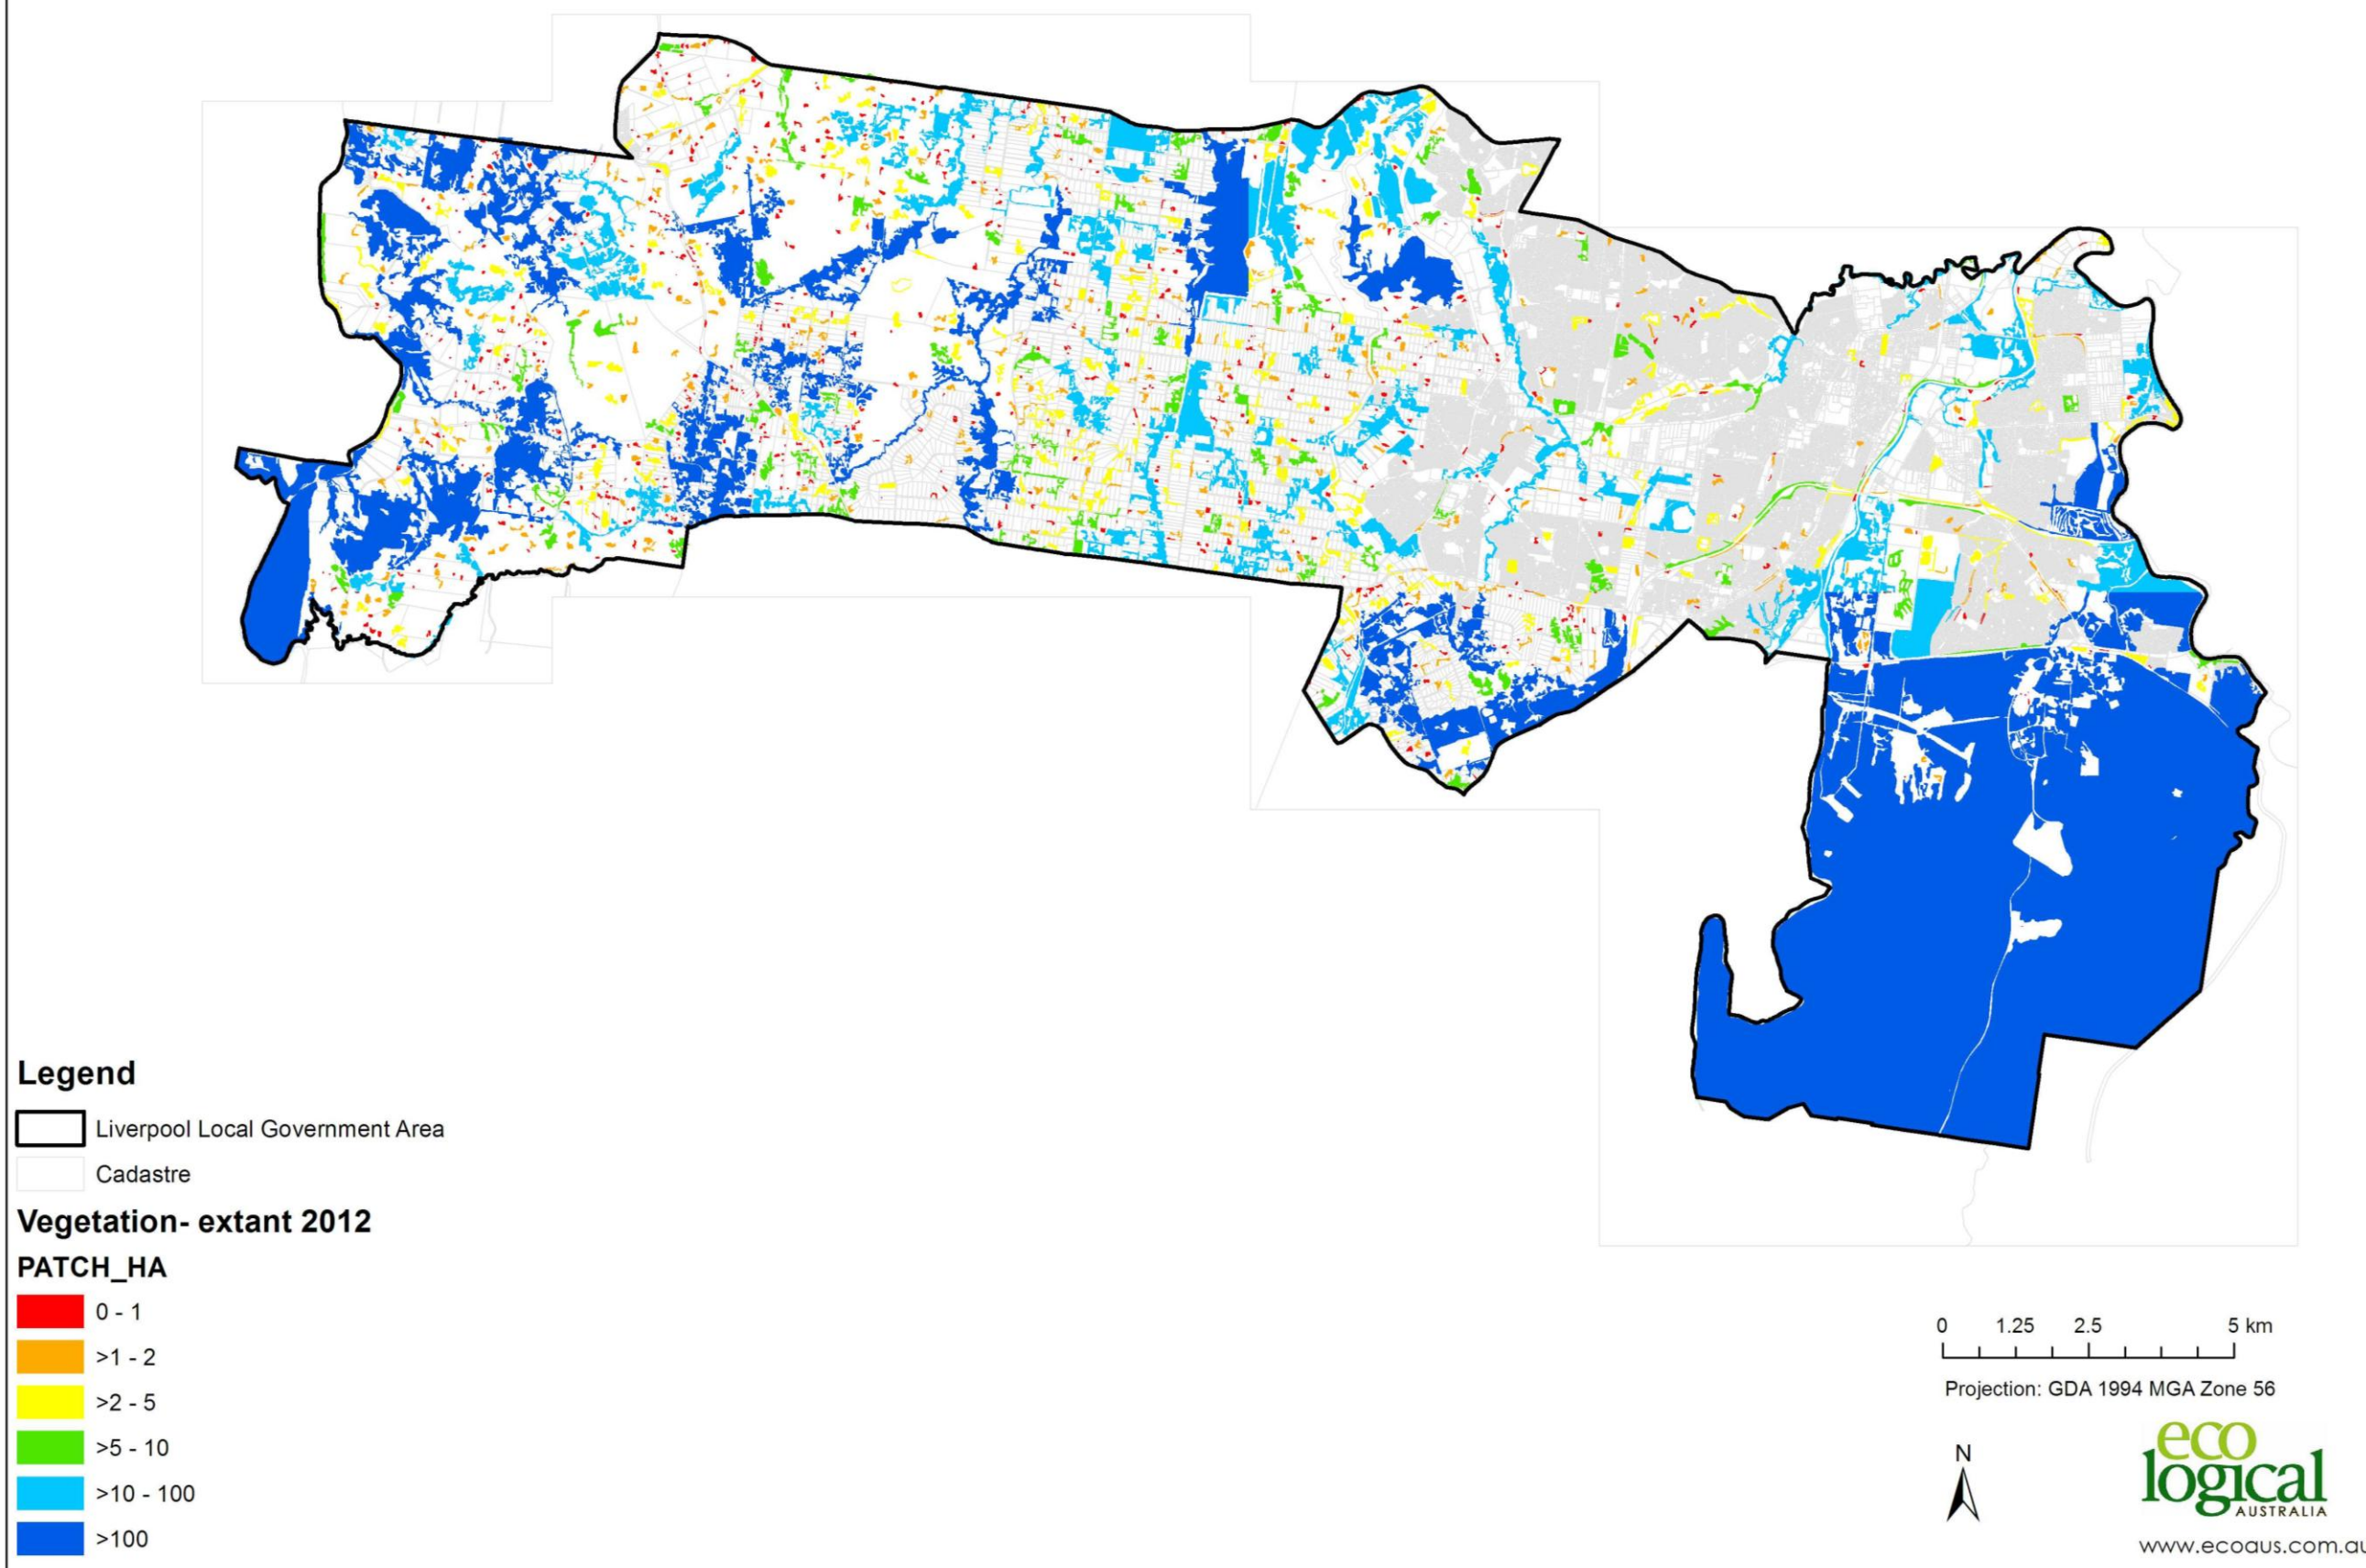 Legend
Liverpool Local Government Area
Cadastre
Vegetation- extant 2012
PATCH_HA
0 - 1
>1 - 2
>2 - 5
>5 - 10
>10 - 100
>100
0 1.25 2.5 5 km
Projection: GDA 1994 MGA Zone 56
N
eco
logical
AUSTRALIA
www.ecoaus.com.au